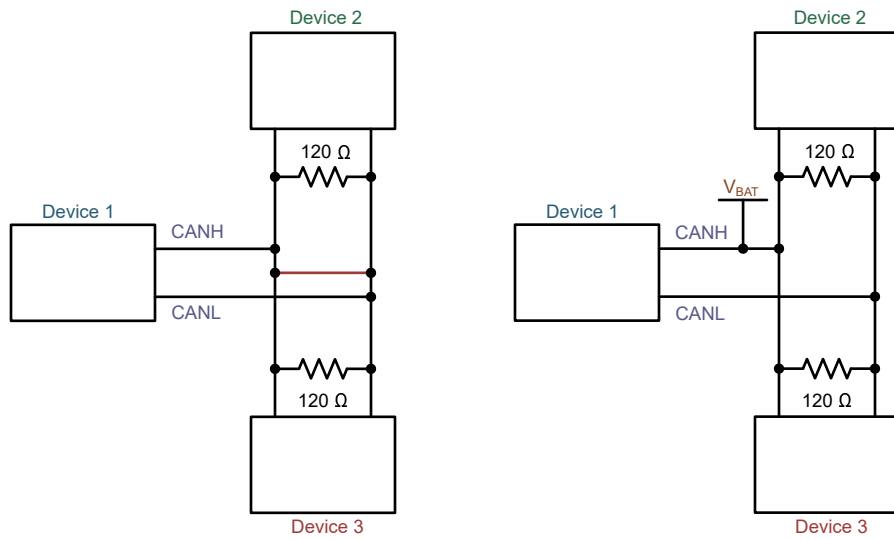 Device 2
120 Ω
Device 1
CANH
CANL
120 Ω
Device 3
Device 2
120 Ω
VBAT
Device 1
CANH
CANL
120 Ω
Device 3